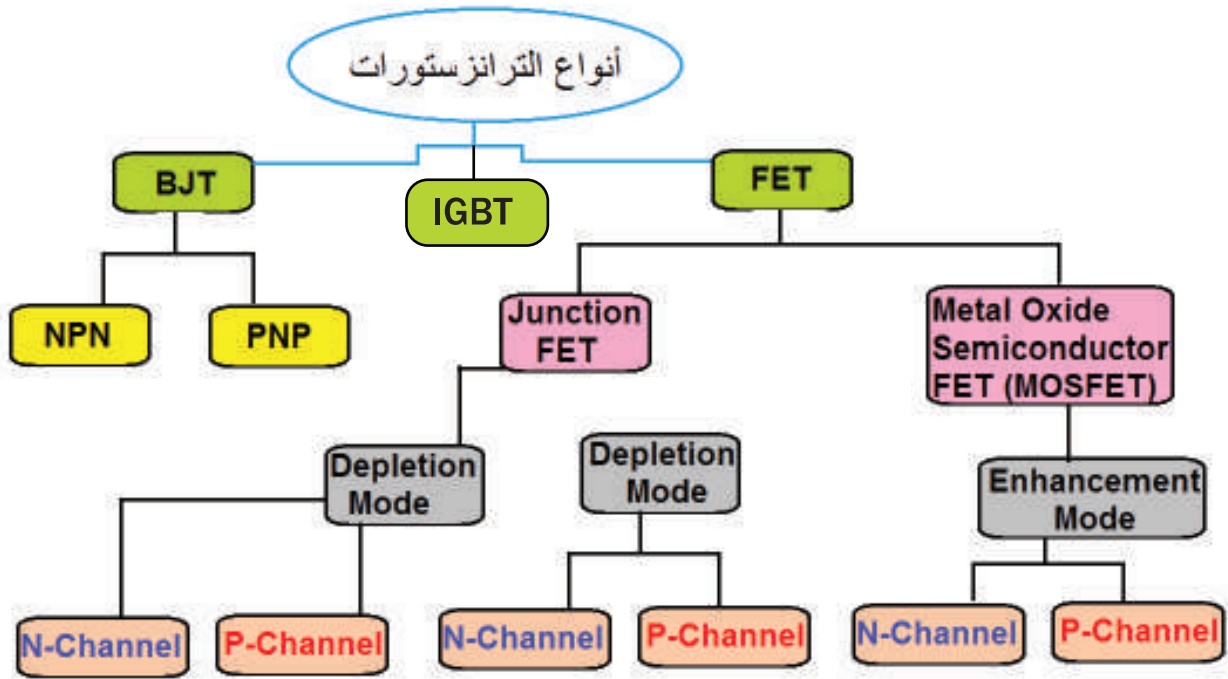 أنواع الترانزستورات
BJT
IGBT
FET
NPN
PNP
Junction
FET
Metal Oxide
Semiconductor
FET (MOSFET)
Depletion
Mode
Depletion
Mode
Enhancement
Mode
N-Channel
P-Channel
N-Channel
P-Channel
N-Channel
P-Channel